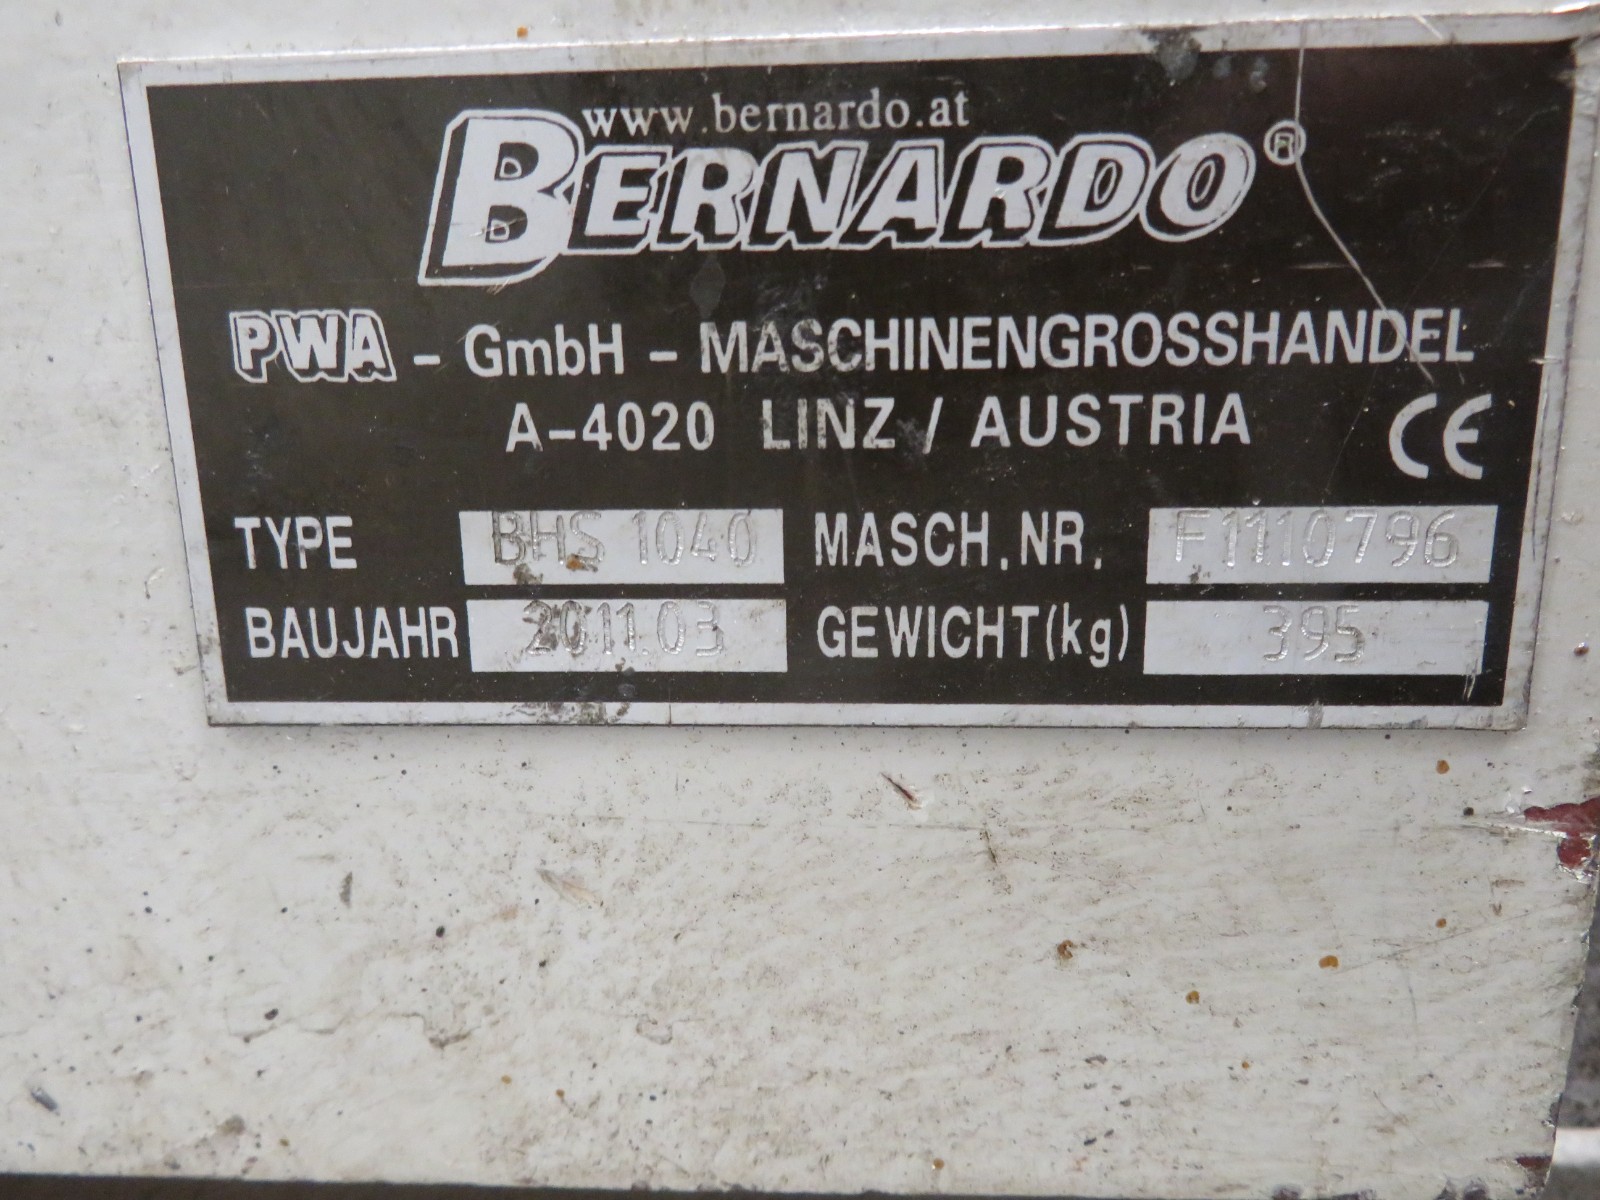 www.bernardo.at
BERNARDO®
PWA - GmbH - MASCHINENGROSSHANDEL
A-4020 LINZ / AUSTRIA CE
TYPE BHS 1040 MASCH.NR. F1110796
BAUJAHR 2011.03 GEWICHT(kg) 395